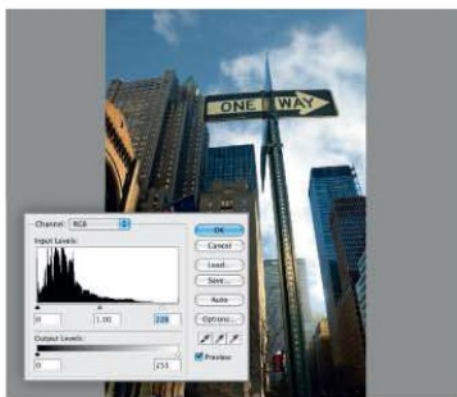 ONE WAY
Channel: RGB
OK
Cancel
Input Levels:
Load...
Save...
Auto
0 1.00
Options...
Output Levels:
0 255
Preview